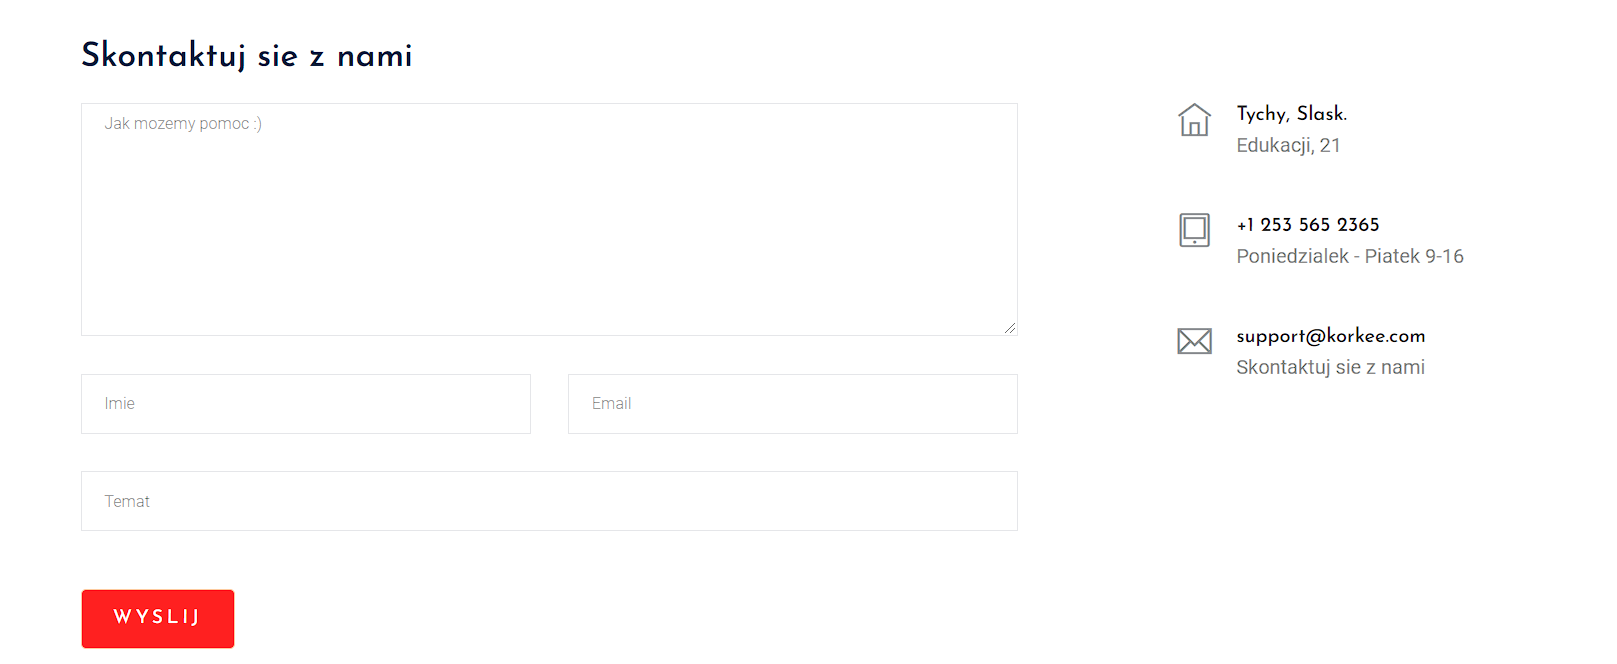 Skontaktuj sie z nami
Jak mozemy pomoc :)
Imie
Email
Temat
WYSLIJ
Tychy, Slask.
Edukacji, 21
+1 253 565 2365
Poniedzialek - Piatek 9-16
support@korkee.com
Skontaktuj sie z nami